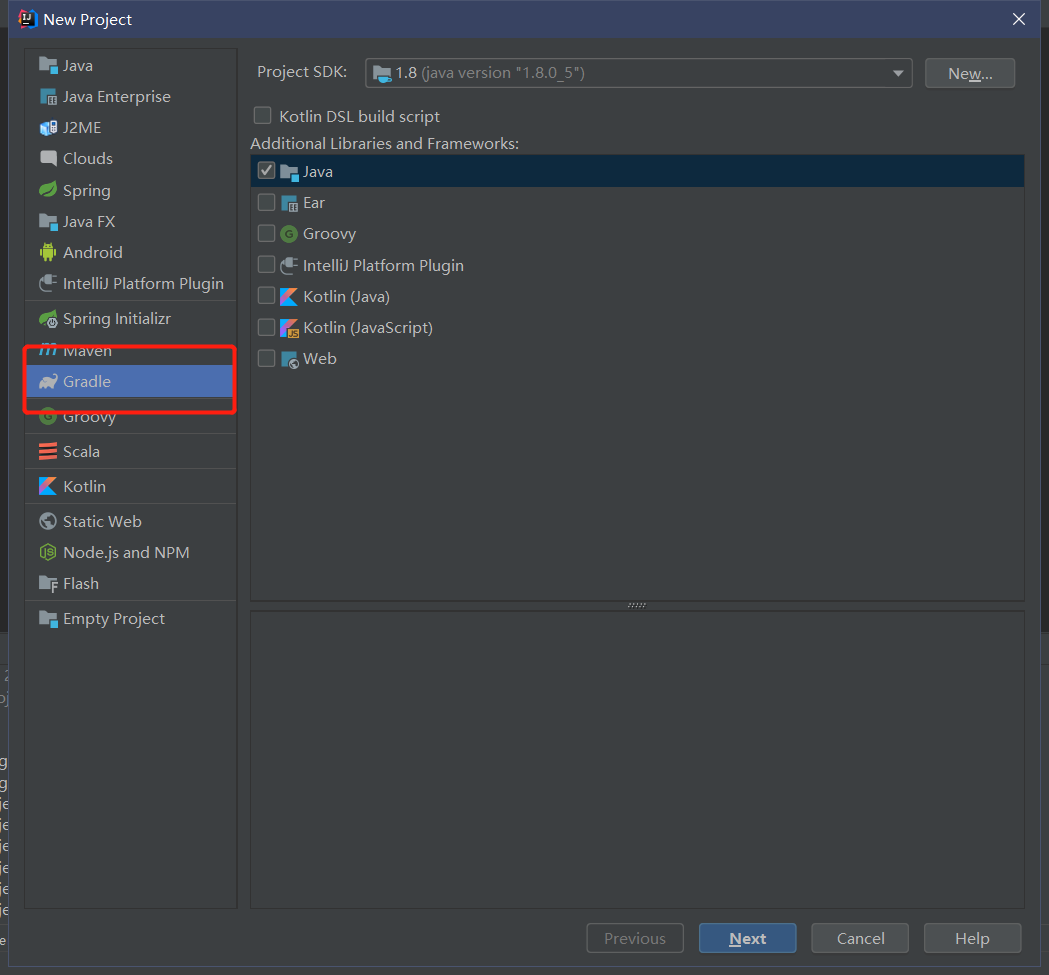 New Project
Java
Java Enterprise
J2ME
Clouds
Spring
Java FX
Android
IntelliJ Platform Plugin
Spring Initializr
Maven
Gradle
Groovy
Scala
Kotlin
Static Web
Node.js and NPM
Flash
Empty Project
Project SDK: 1.8 (java version "1.8.0_5") New...
Kotlin DSL build script
Additional Libraries and Frameworks:
Java
Ear
Groovy
IntelliJ Platform Plugin
Kotlin (Java)
Kotlin (JavaScript)
Web
Previous Next Cancel Help